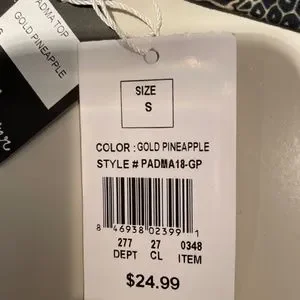 PADMA TOP
GOLD PINEAPPLE
S
SIZE
S
COLOR : GOLD PINEAPPLE
STYLE # PADMA18-GP
8 46938 02399 1
277 27 0348
DEPT CL ITEM
$24.99